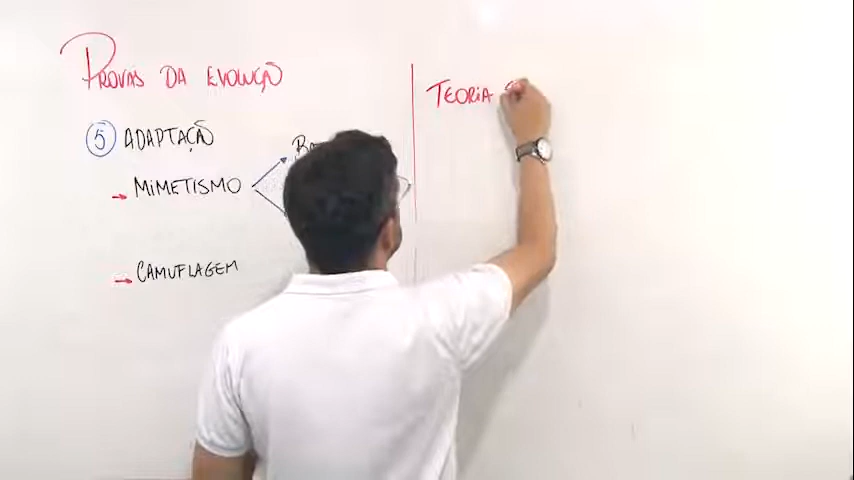 PROVAS DA EVOLUÇÃO
5 ADAPTAÇÃO
→ MIMETISMO
→ CAMUFLAGEM
TEORIA